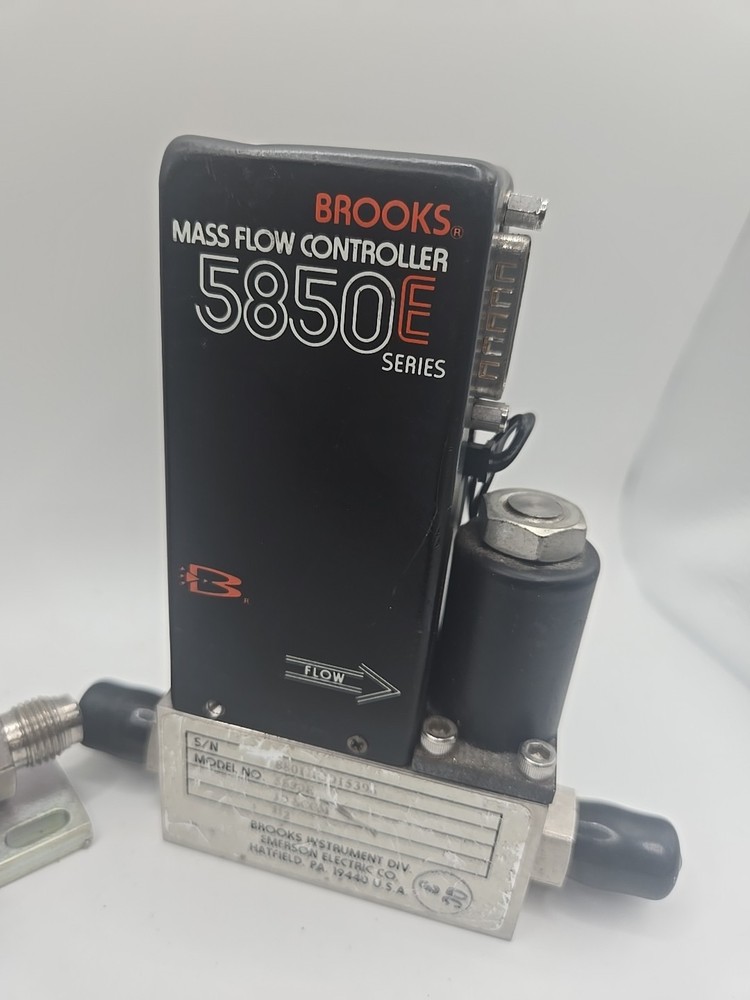 BROOKS®
MASS FLOW CONTROLLER
5850E
SERIES
B
R
FLOW
S/N
MODEL NO.
BROOKS INSTRUMENT DIV.
EMERSON ELECTRIC CO.
HATFIELD, PA. 19440 U.S.A.